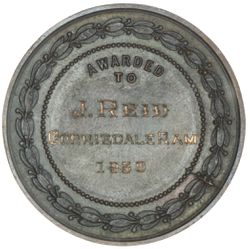 AWARDED
TO
J. REID
CORRIEDALE RAM
1930